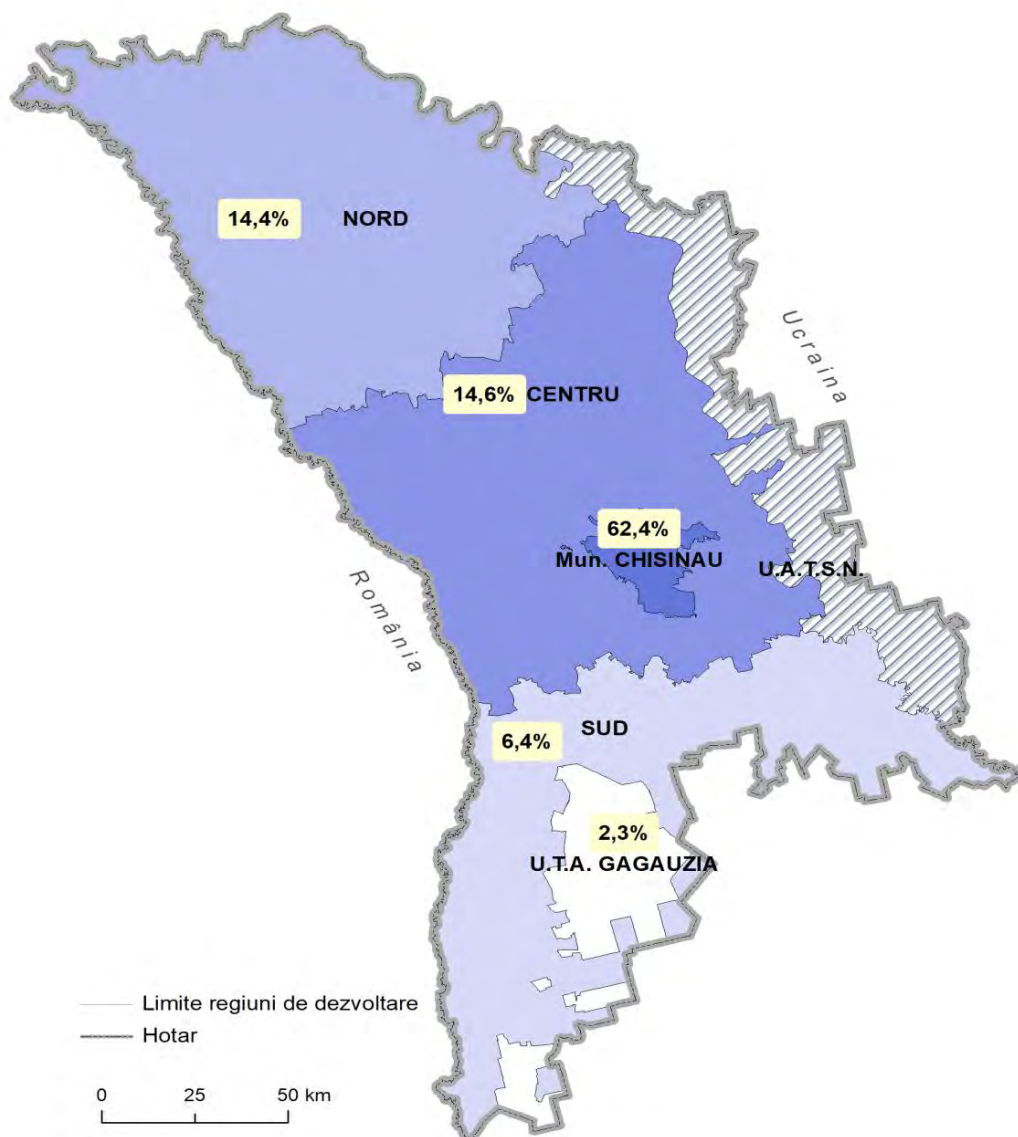 14,4% NORD
Ucraina
14,6% CENTRU
62,4%
Mun. CHISINAU
U.A.T.S.N.
România
SUD
6,4%
2,3%
U.T.A. GAGAUZIA
Limite regiuni de dezvoltare
Hotar
0 25 50 km